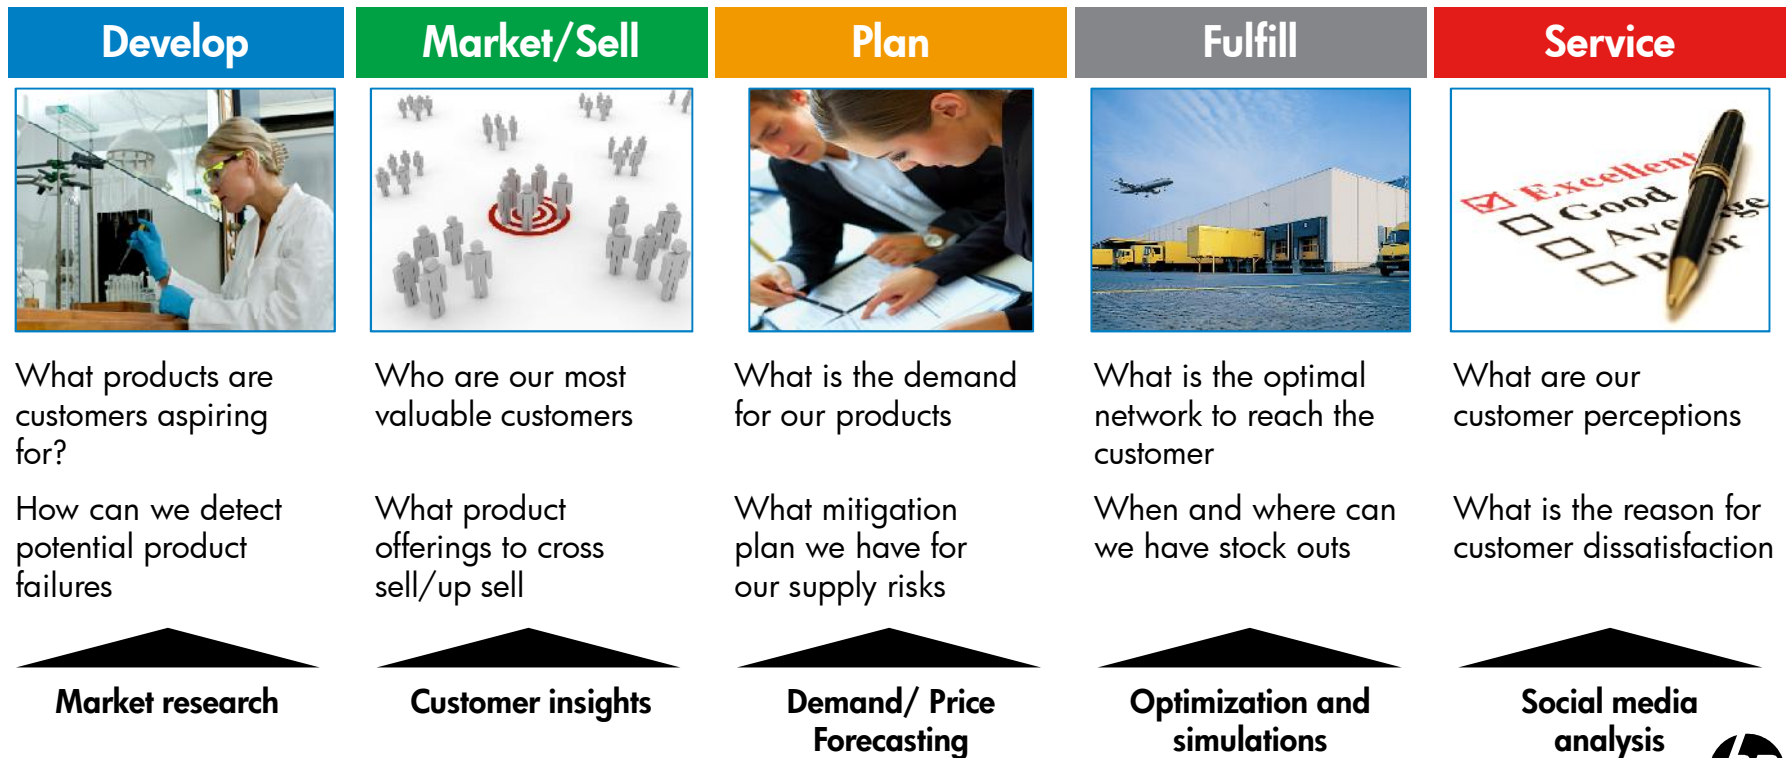 Develop
Market/Sell
Plan
Fulfill
Service
Excellent
Good
What products are
customers aspiring
for?
How can we detect
potential product
failures
Who are our most
valuable customers
What product
offerings to cross
sell/up sell
What is the demand
for our products
What mitigation
plan we have for
our supply risks
What is the optimal
network to reach the
customer
When and where can
we have stock outs
What are our
customer perceptions
What is the reason for
customer dissatisfaction
Market research
Customer insights
Demand/ Price
Forecasting
Optimization and
simulations
Social media
analysis